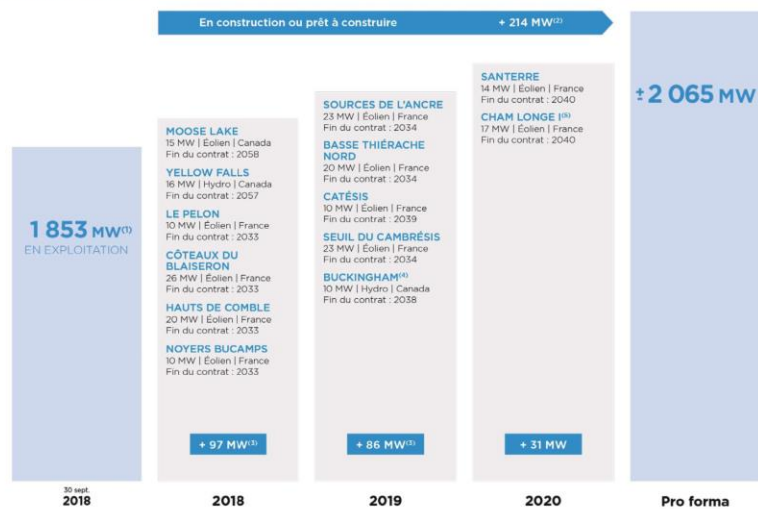 En construction ou prêt à construire + 214 MW(2)
± 2 065 MW
1 853 MW(1)
EN EXPLOITATION
MOOSE LAKE
15 MW | Éolien | Canada
Fin du contrat : 2058
YELLOW FALLS
16 MW | Hydro | Canada
Fin du contrat : 2057
LE PELON
10 MW | Éolien | France
Fin du contrat : 2033
CÔTEAUX DU
BLAISERON
26 MW | Éolien | France
Fin du contrat : 2033
HAUTS DE COMBLE
20 MW | Éolien | France
Fin du contrat : 2033
NOYERS BUCAMPS
10 MW | Éolien | France
Fin du contrat : 2033
+ 97 MW(3)
SOURCES DE L'ANCRE
23 MW | Éolien | France
Fin du contrat : 2034
BASSE THIÉRACHE
NORD
20 MW | Éolien | France
Fin du contrat : 2034
CATÉSIS
10 MW | Éolien | France
Fin du contrat : 2039
SEUIL DU CAMBRÉSIS
23 MW | Éolien | France
Fin du contrat : 2034
BUCKINGHAM(4)
10 MW | Hydro | Canada
Fin du contrat : 2038
+ 86 MW(3)
SANTERRE
14 MW | Éolien | France
Fin du contrat : 2040
CHAM LONGE I(5)
17 MW | Éolien | France
Fin du contrat : 2040
+ 31 MW
30 sept.
2018
2018
2019
2020
Pro forma